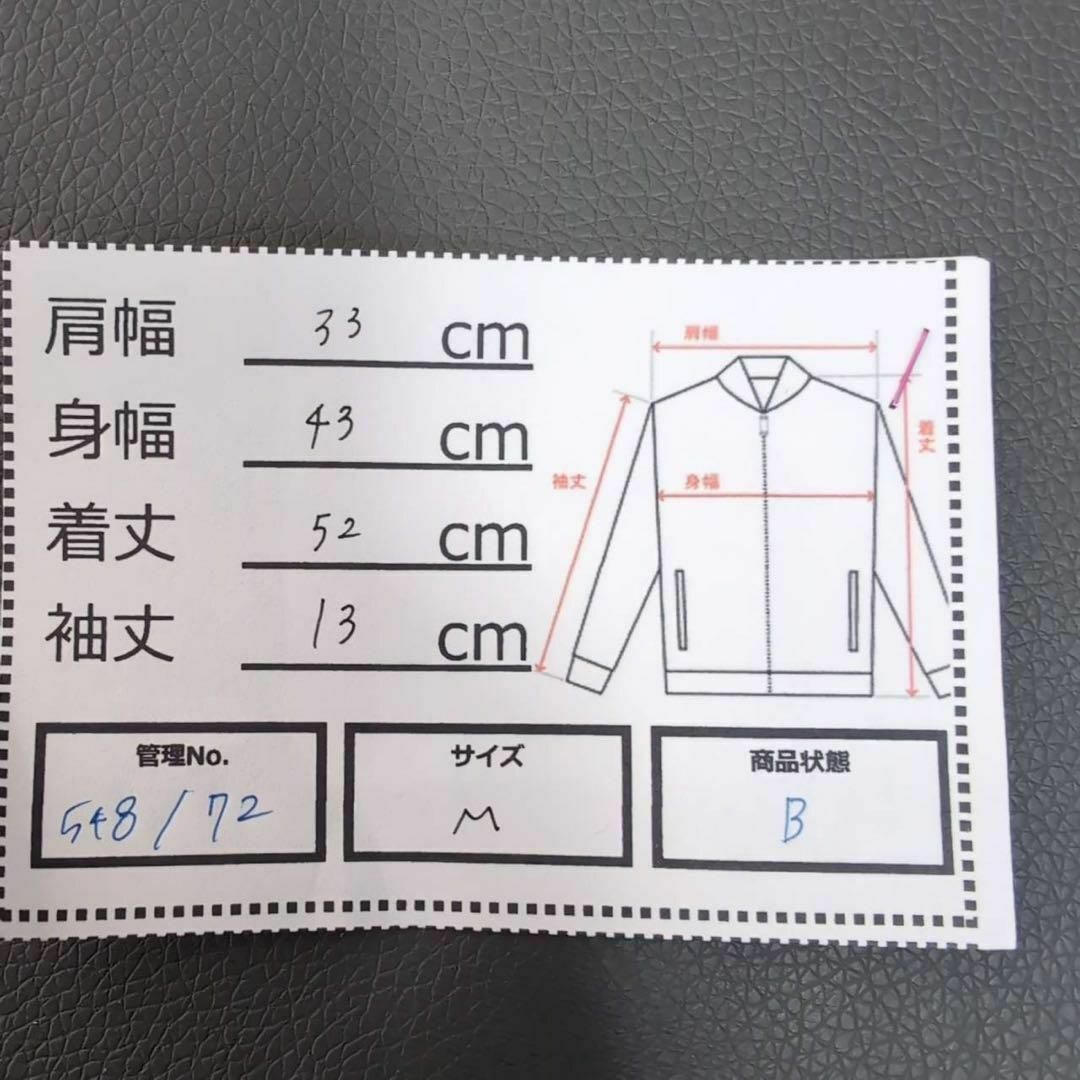 肩幅 33 cm
身幅 43 cm
着丈 52 cm
袖丈 13 cm
肩幅
着丈
袖丈
身幅
管理No.
548/72
サイズ
M
商品状態
B